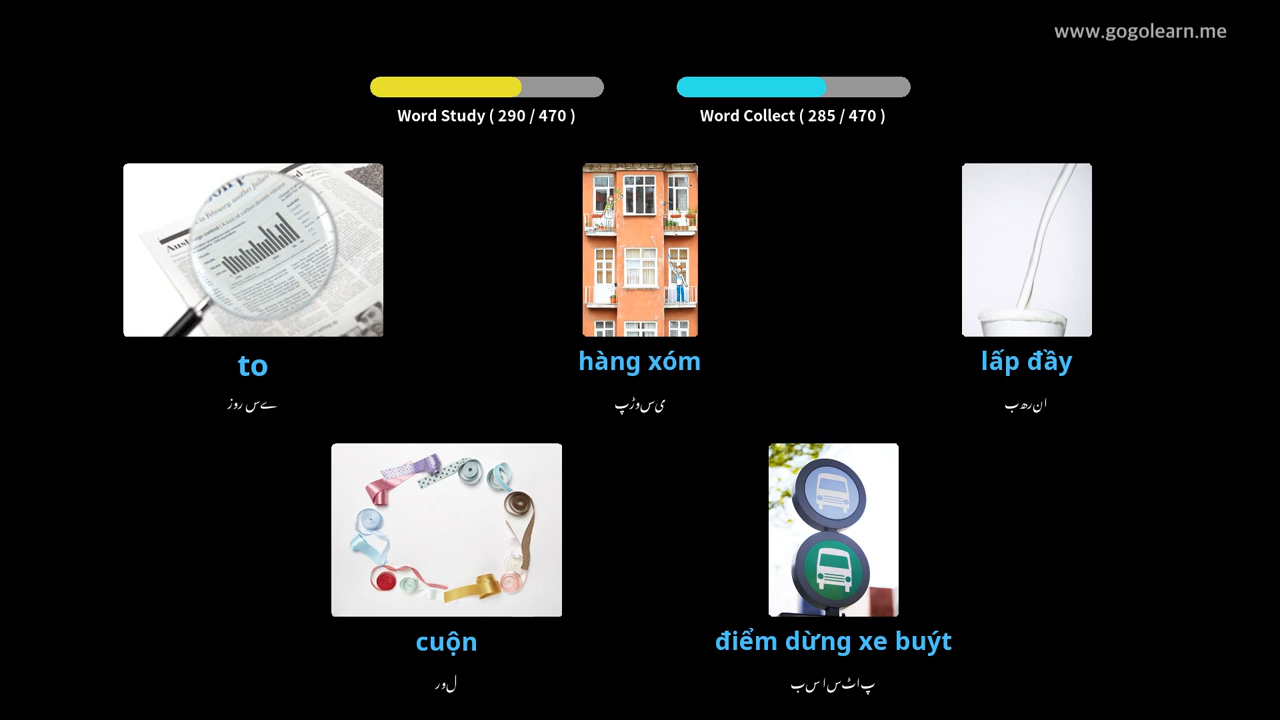 www.gogolearn.me
Word Study ( 290 / 470 )
Word Collect ( 285 / 470 )
to
ےس روز
hàng xóm
یسوڑپ
lấp đầy
انرھب
cuộn
لور
điểm dừng xe buýt
پاٹسا سب